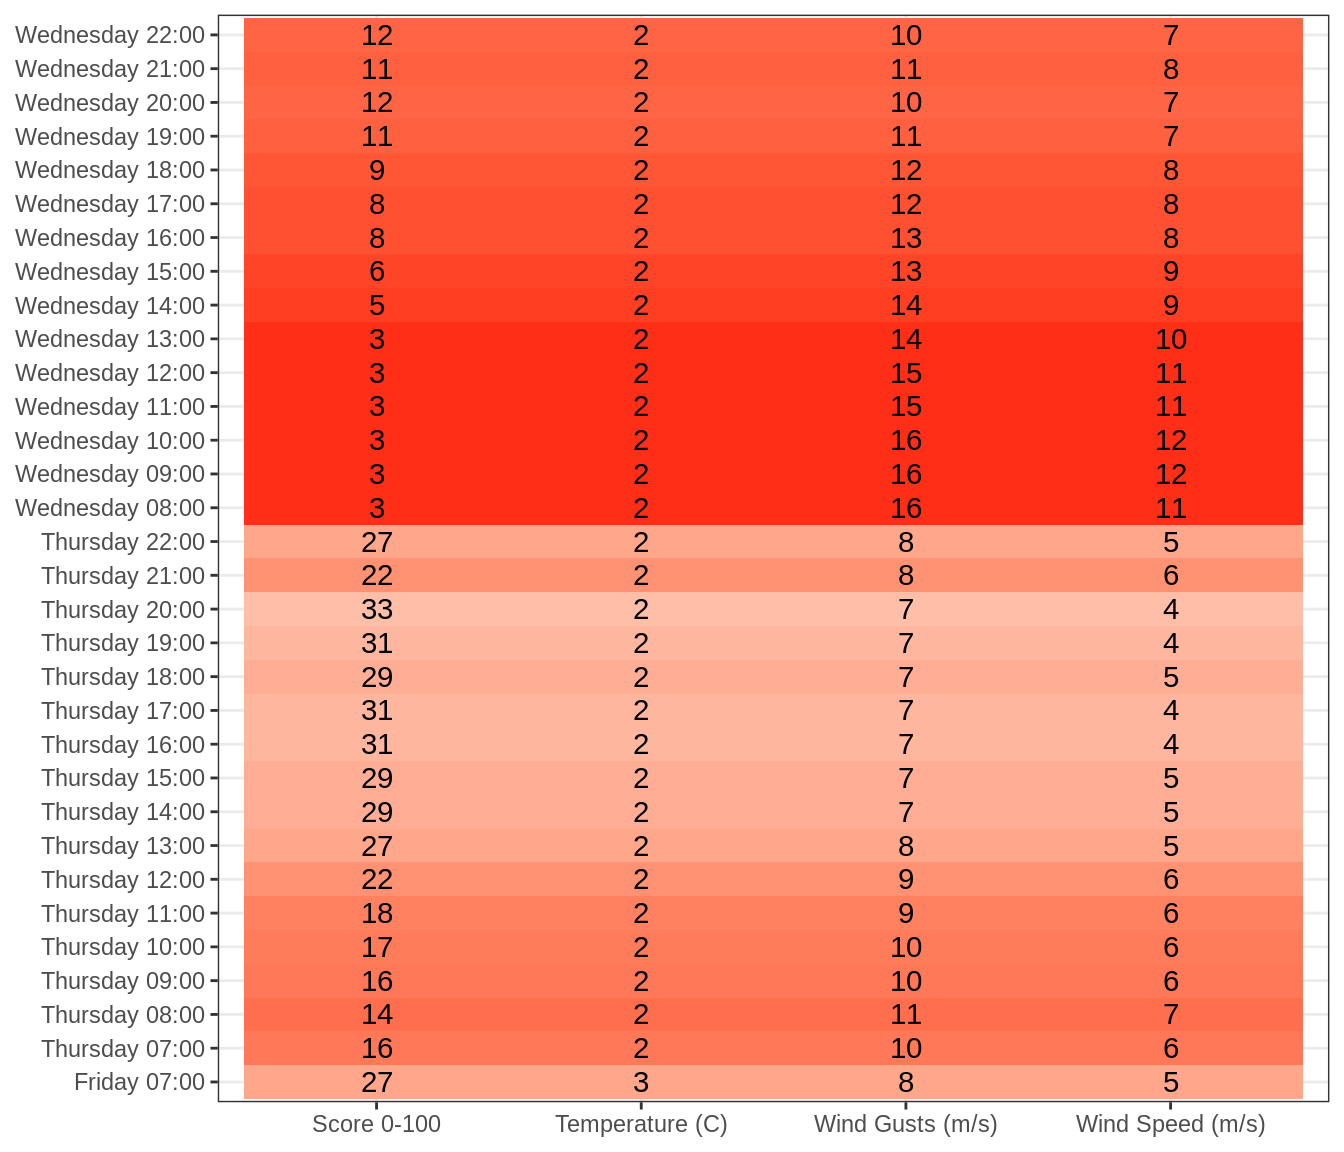 Wednesday 22:00 12 2 10 7
Wednesday 21:00 11 2 11 8
Wednesday 20:00 12 2 10 7
Wednesday 19:00 11 2 11 7
Wednesday 18:00 9 2 12 8
Wednesday 17:00 8 2 12 8
Wednesday 16:00 8 2 13 8
Wednesday 15:00 6 2 13 9
Wednesday 14:00 5 2 14 9
Wednesday 13:00 3 2 14 10
Wednesday 12:00 3 2 15 11
Wednesday 11:00 3 2 15 11
Wednesday 10:00 3 2 16 12
Wednesday 09:00 3 2 16 12
Wednesday 08:00 3 2 16 11
Thursday 22:00 27 2 8 5
Thursday 21:00 22 2 8 6
Thursday 20:00 33 2 7 4
Thursday 19:00 31 2 7 4
Thursday 18:00 29 2 7 5
Thursday 17:00 31 2 7 4
Thursday 16:00 31 2 7 4
Thursday 15:00 29 2 7 5
Thursday 14:00 29 2 7 5
Thursday 13:00 27 2 8 5
Thursday 12:00 22 2 9 6
Thursday 11:00 18 2 9 6
Thursday 10:00 17 2 10 6
Thursday 09:00 16 2 10 6
Thursday 08:00 14 2 11 7
Thursday 07:00 16 2 10 6
Friday 07:00 27 3 8 5
Score 0-100 Temperature (C) Wind Gusts (m/s) Wind Speed (m/s)